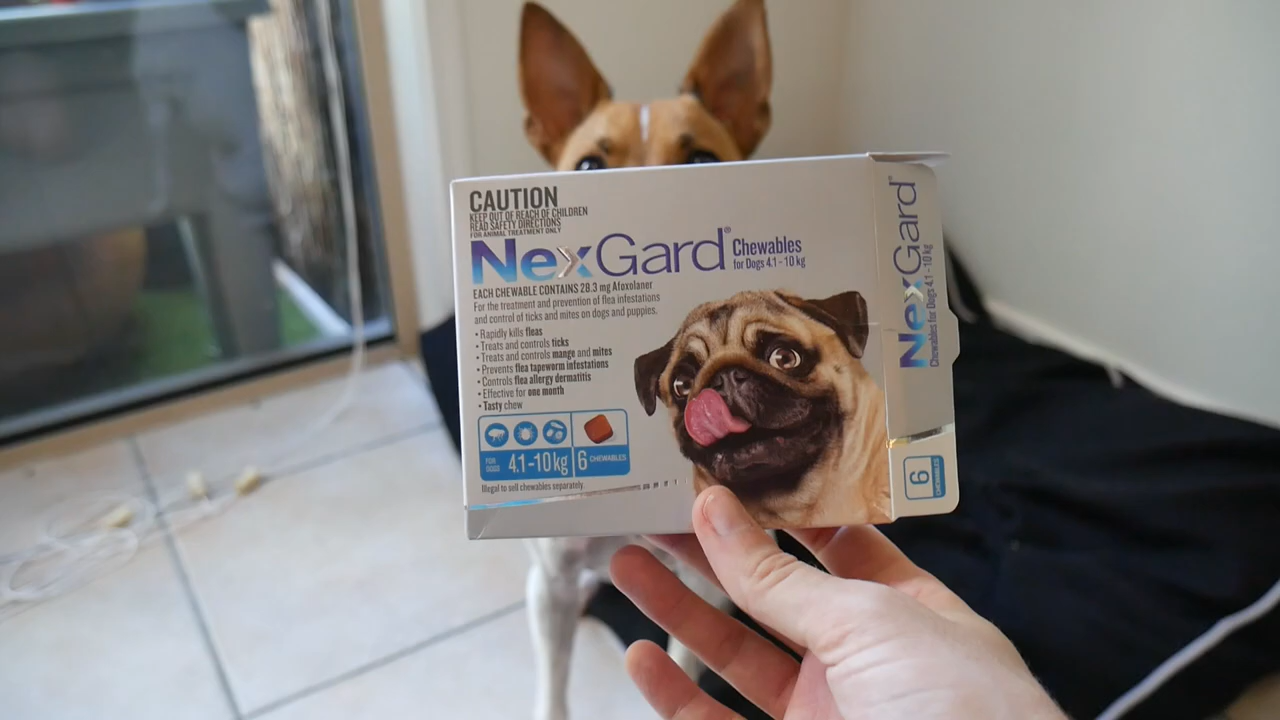 CAUTION
KEEP OUT OF REACH OF CHILDREN
READ SAFETY DIRECTIONS
FOR ANIMAL TREATMENT ONLY
NexGard® Chewables
for Dogs 4.1 - 10 kg
EACH CHEWABLE CONTAINS 28.3 mg Afoxolaner
For the treatment and prevention of flea infestations
and control of ticks and mites on dogs and puppies.
• Rapidly kills fleas
• Treats and controls ticks
• Treats and controls mange and mites
• Prevents flea tapeworm infestations
• Controls flea allergy dermatitis
• Effective for one month
• Tasty chew
FOR DOGS 4.1-10 kg 6 CHEWABLES
Illegal to sell chewables separately.
NexGard®
Chewables for Dogs 4.1 - 10 kg
6 CHEWABLES